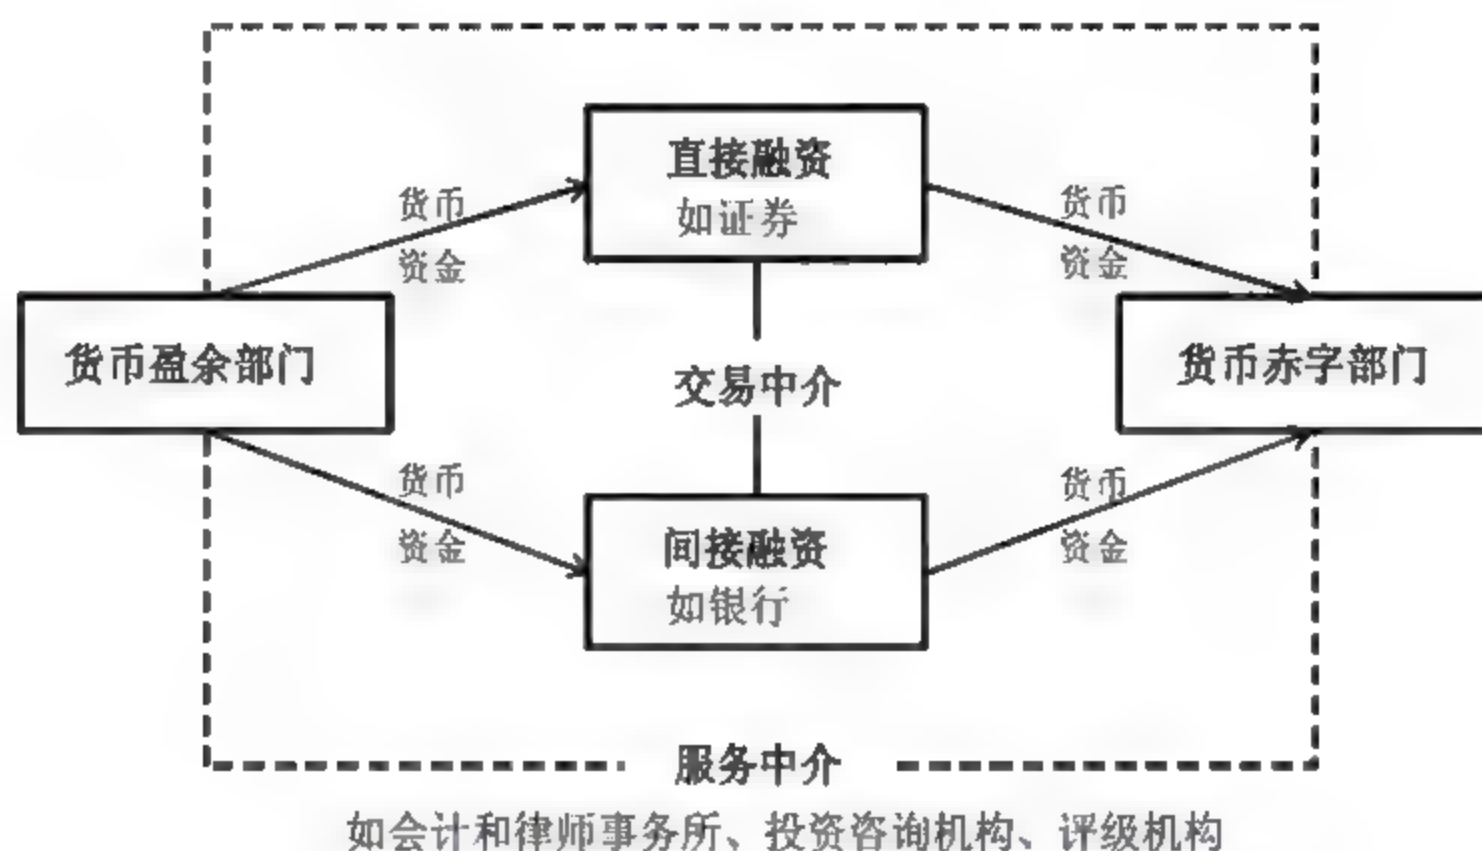 直接融资
如证券
货币
资金
货币
资金
货币盈余部门
交易中介
货币赤字部门
货币
资金
货币
资金
间接融资
如银行
服务中介
如会计和律师事务所、投资咨询机构、评级机构